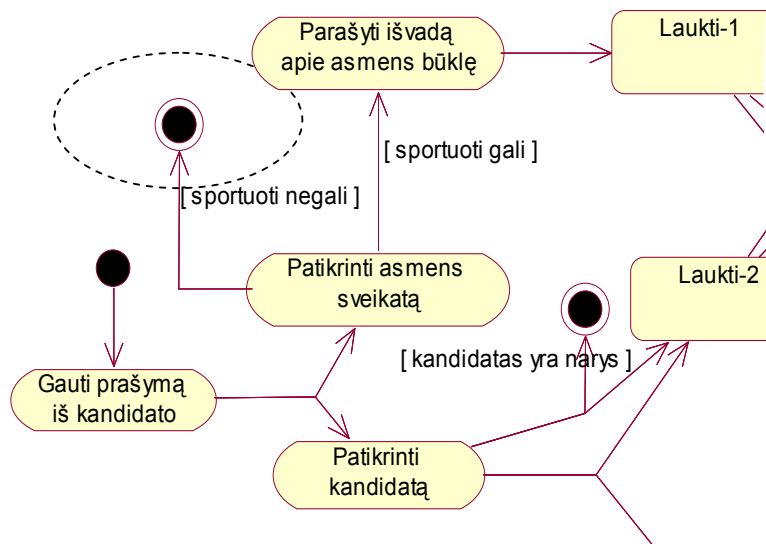 Parašyti išvadą
apie asmens būklę
Laukti-1
[ sportuoti gali ]
[ sportuoti negali ]
Patikrinti asmens
sveikatą
Laukti-2
[ kandidatas yra narys ]
Gauti prašymą
iš kandidato
Patikrinti
kandidatą